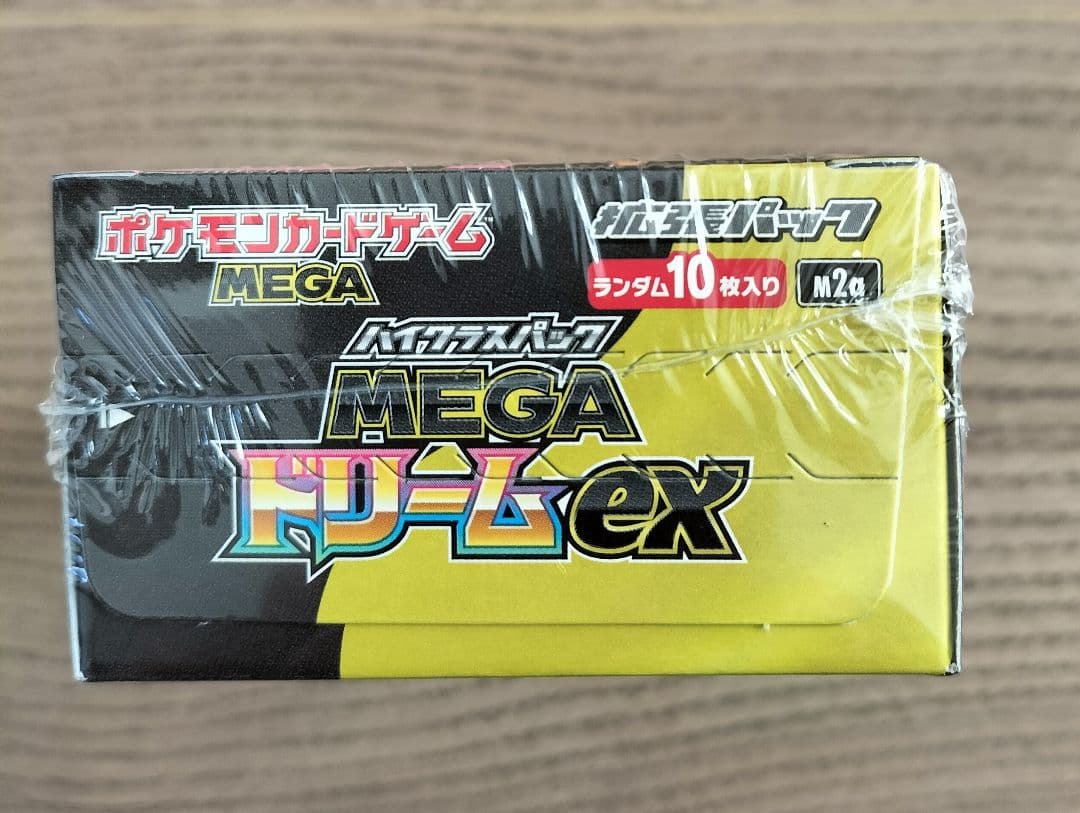 ポケモンカードゲーム
MEGA
拡張パック
ランダム10枚入り M2a
ハイクラスパック
MEGA
ドリームex